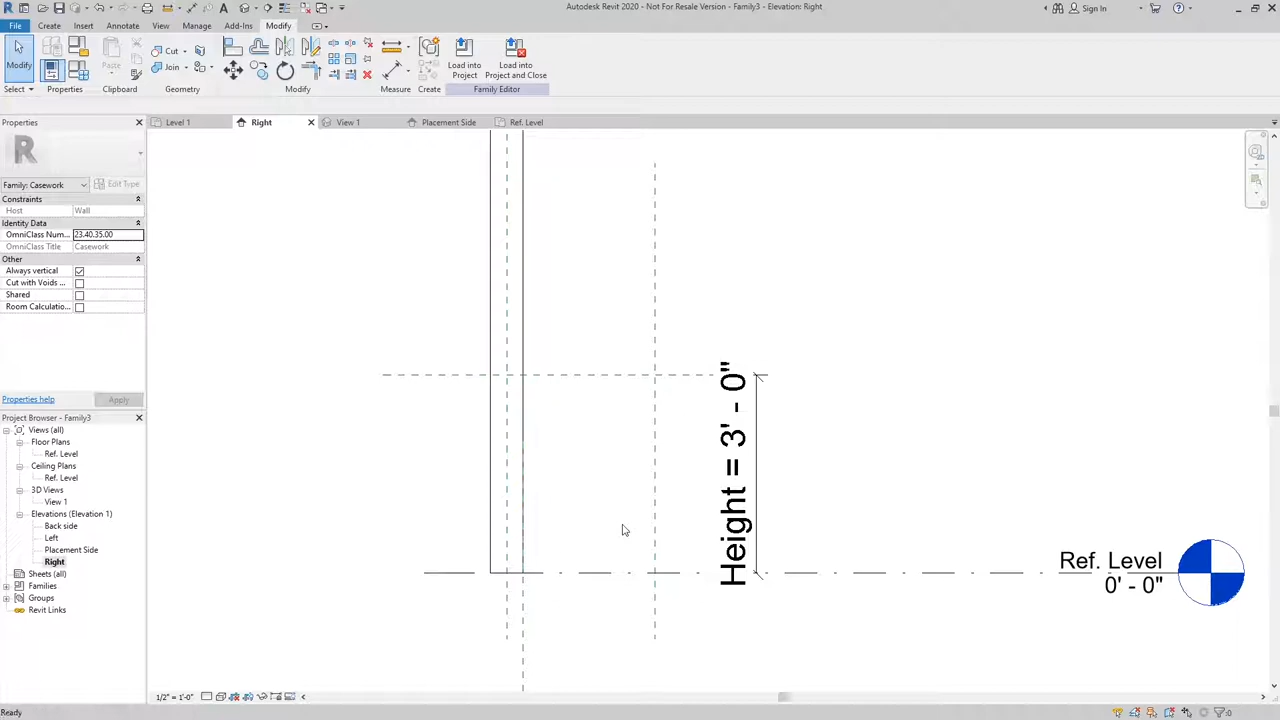 Autodesk Revit 2020 - Not For Resale Version - Family3 - Elevation: Right
Sign In
File Create Insert Annotate View Manage Add-Ins Modify
Modify Paste Cut Join Load into Project Load into Project and Close
Select Properties Clipboard Geometry Modify Measure Create Family Editor
Properties
Level 1 Right View 1 Placement Side Ref. Level
Family: Casework Edit Type
Constraints
Host Wall
Identity Data
OmniClass Num... 23.40.35.00
OmniClass Title Casework
Other
Always vertical
Cut with Voids ...
Shared
Room Calculatio...
Properties help Apply
Project Browser - Family3
Views (all)
Floor Plans
Ref. Level
Ceiling Plans
Ref. Level
3D Views
View 1
Elevations (Elevation 1)
Back side
Left
Placement Side
Right
Sheets (all)
Families
Groups
Revit Links
Height = 3' - 0"
Ref. Level
0' - 0"
1/2" = 1'-0"
Ready
:0